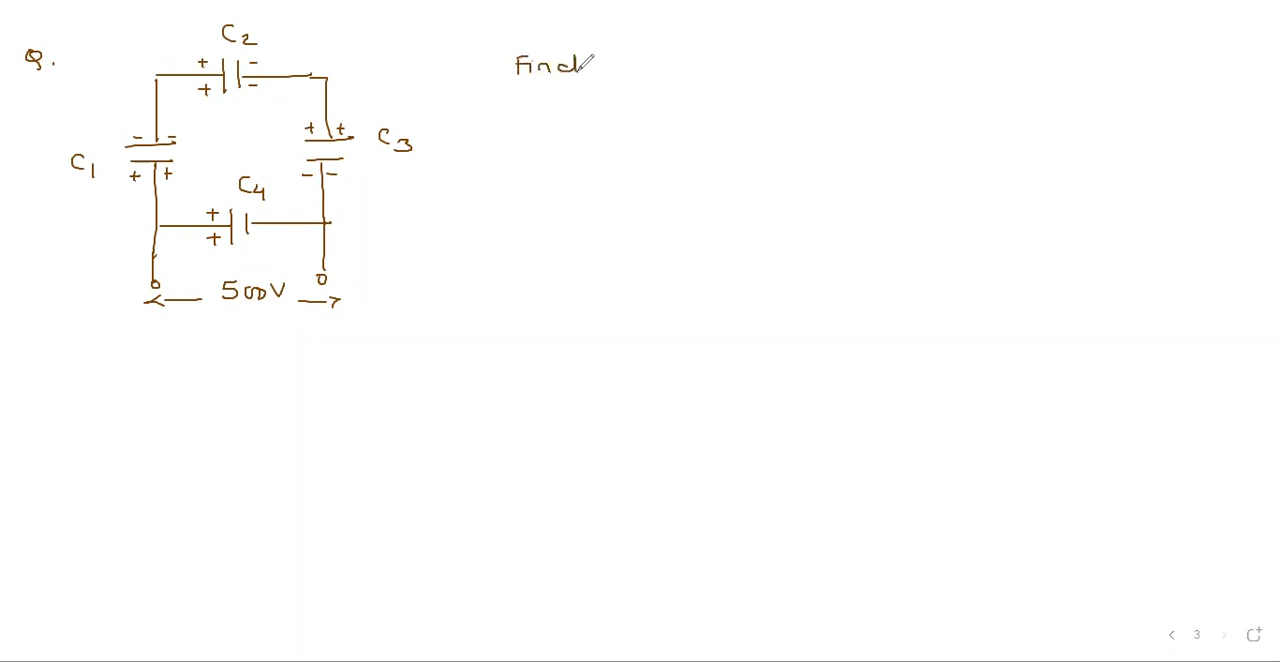 Q.
C2
Find
+ -
+ -
- - + +
C3
C1
+ + - -
C4
+
+
500V
3